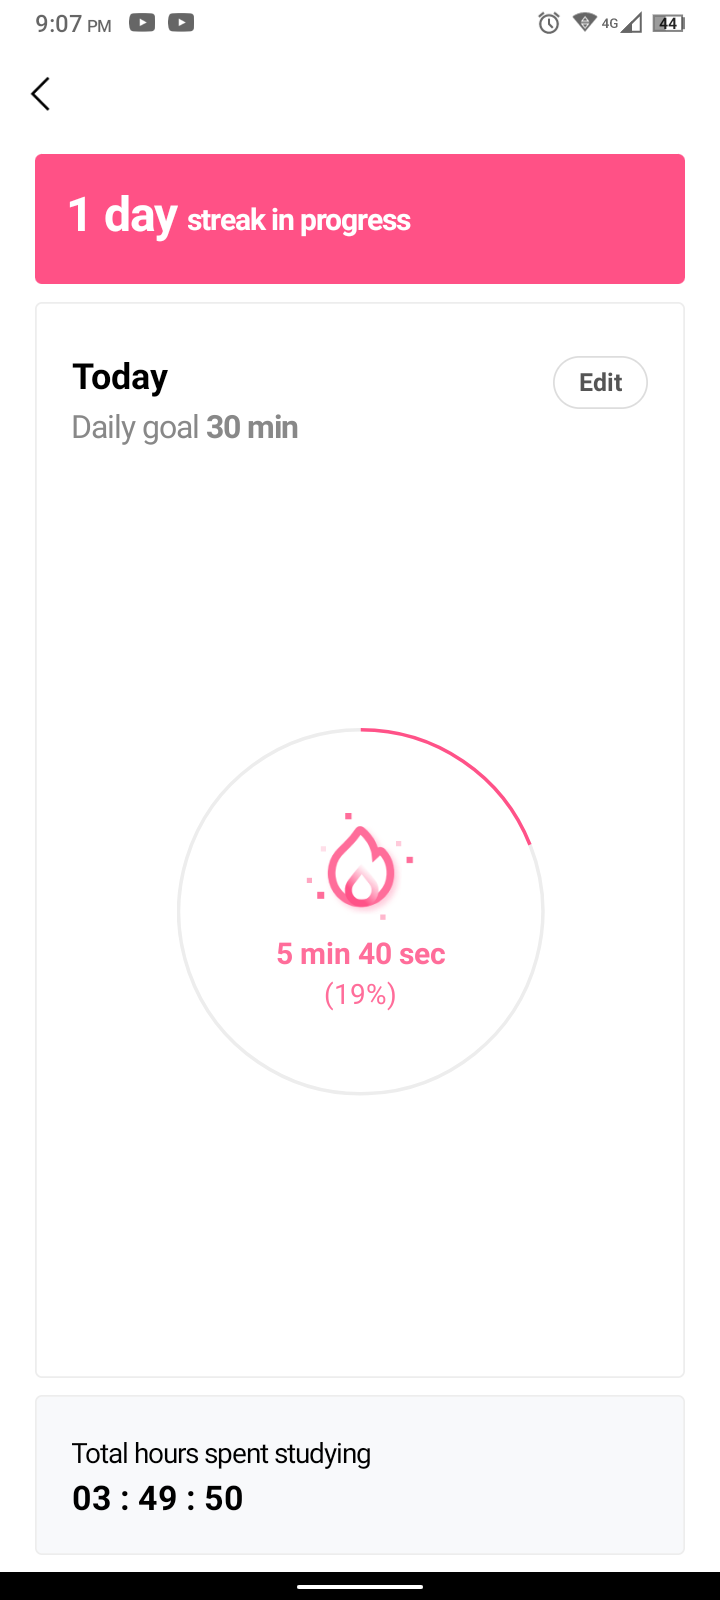 9:07 PM
4G
44
1 day streak in progress
Today
Edit
Daily goal 30 min
5 min 40 sec
(19%)
Total hours spent studying
03 : 49 : 50